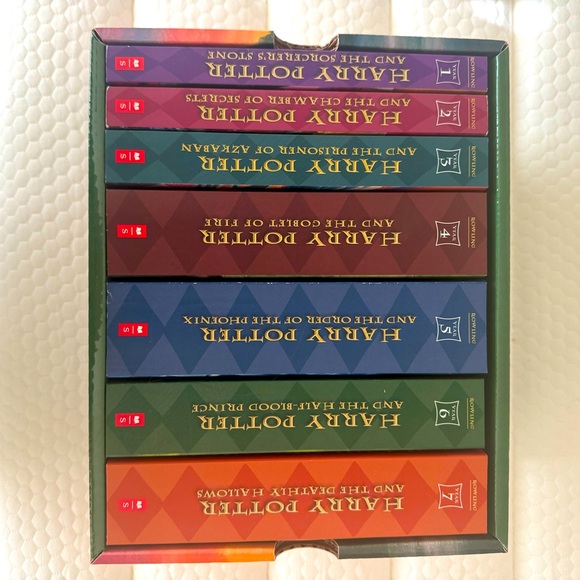 ROWLING
YEAR 1
HARRY POTTER
AND THE SORCERER'S STONE
S
ROWLING
YEAR 2
HARRY POTTER
AND THE CHAMBER OF SECRETS
S
ROWLING
YEAR 3
HARRY POTTER
AND THE PRISONER OF AZKABAN
S
ROWLING
YEAR 4
HARRY POTTER
AND THE GOBLET OF FIRE
S
ROWLING
YEAR 5
HARRY POTTER
AND THE ORDER OF THE PHOENIX
S
ROWLING
YEAR 6
HARRY POTTER
AND THE HALF-BLOOD PRINCE
S
ROWLING
YEAR 7
HARRY POTTER
AND THE DEATHLY HALLOWS
S